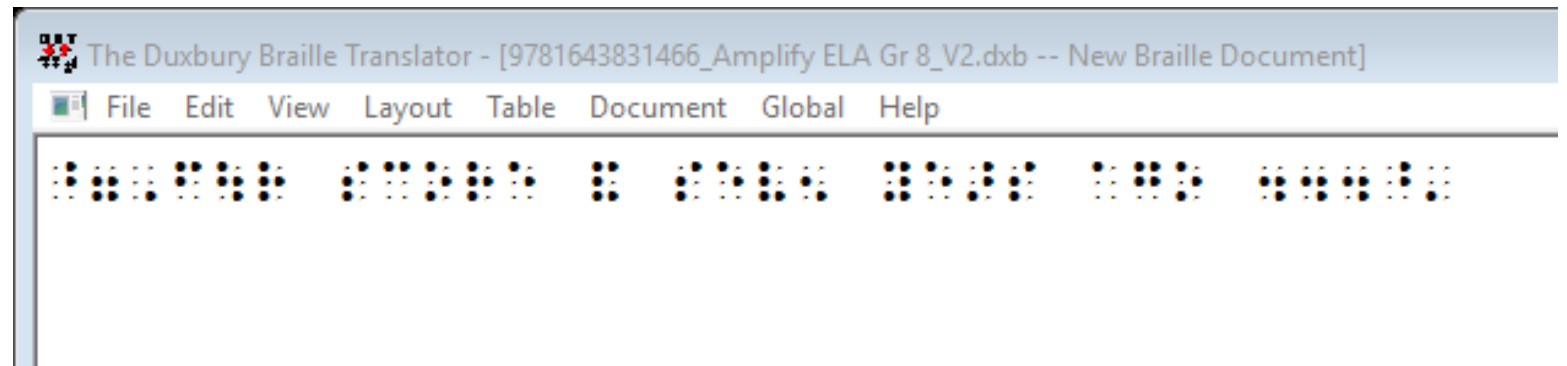 The Duxbury Braille Translator - [9781643831466_Amplify ELA Gr 8_V2.dxb -- New Braille Document]
File Edit View Layout Table Document Global Help
⠘⠦⠠⠋⠳⠗ ⠎⠉⠕⠗⠑ ⠯ ⠎⠑⠧⠢ ⠽⠑⠜⠎ ⠁⠛⠕ ⠲⠲⠲⠘⠴